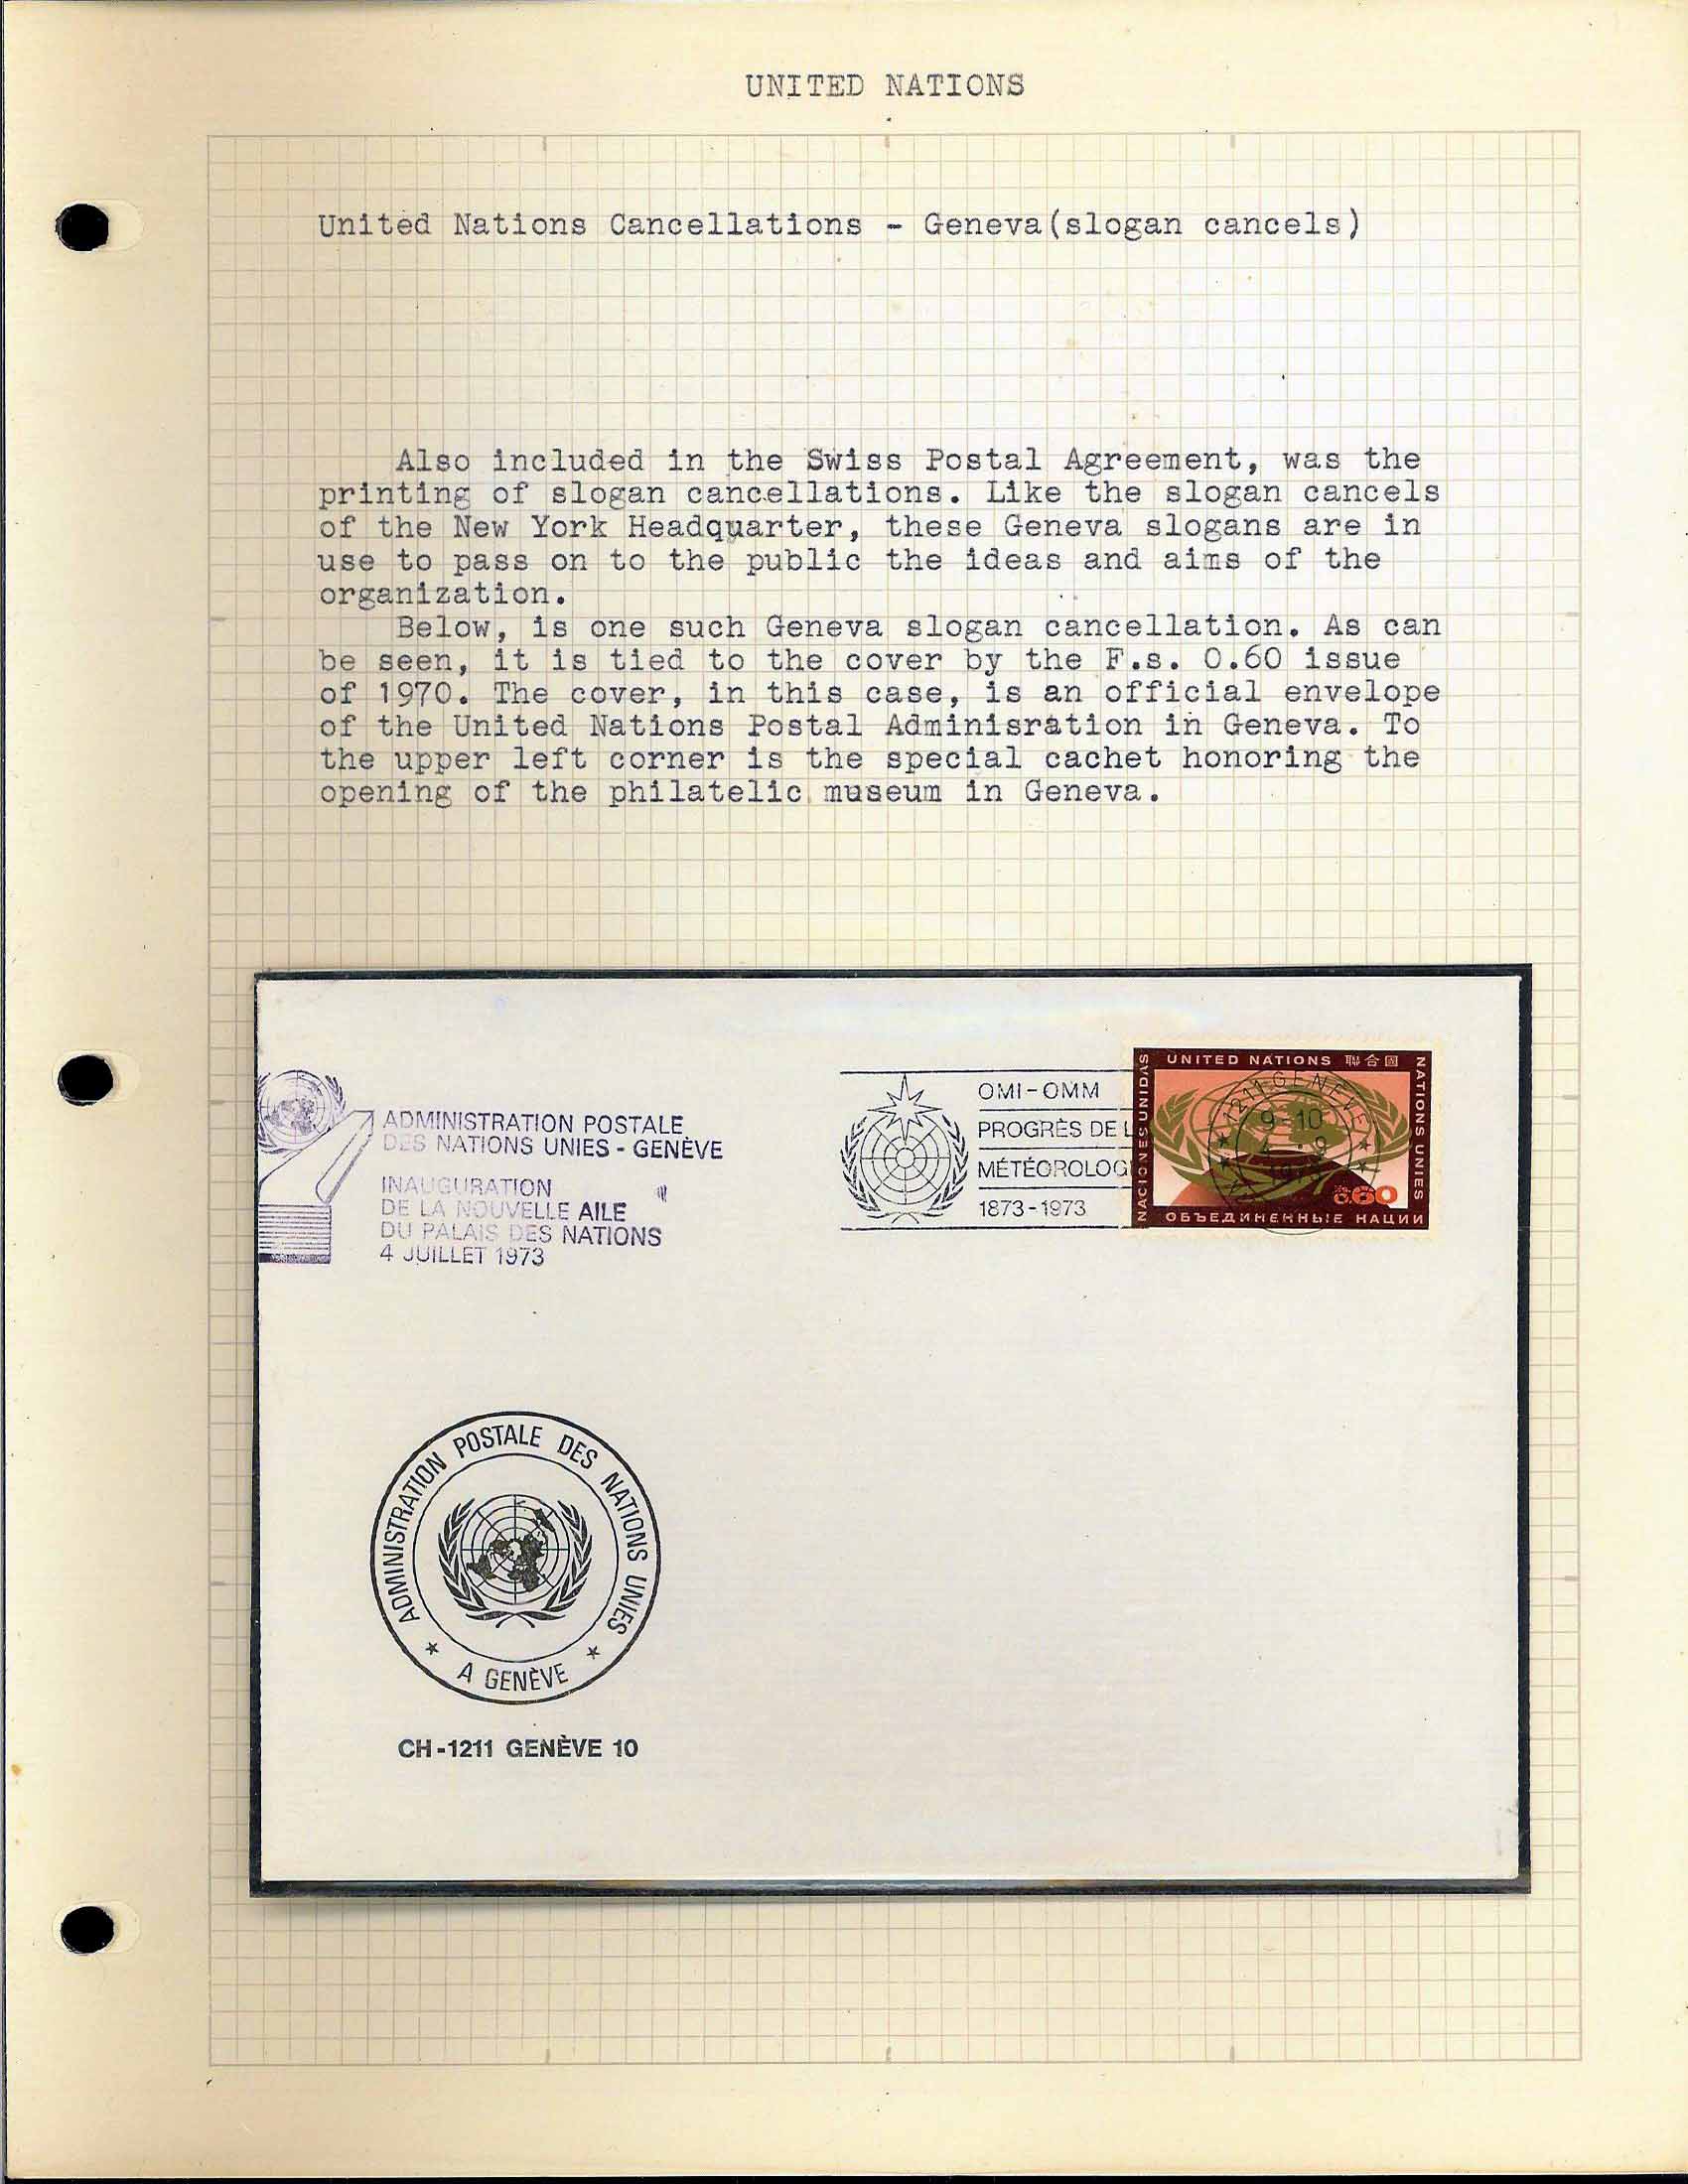 UNITED NATIONS
United Nations Cancellations - Geneva(slogan cancels)
Also included in the Swiss Postal Agreement, was the
printing of slogan cancellations. Like the slogan cancels
of the New York Headquarter, these Geneva slogans are in
use to pass on to the public the ideas and aims of the
organization.
Below, is one such Geneva slogan cancellation. As can
be seen, it is tied to the cover by the F.s. 0.60 issue
of 1970. The cover, in this case, is an official envelope
of the United Nations Postal Adminisration in Geneva. To
the upper left corner is the special cachet honoring the
opening of the philatelic museum in Geneva.
ADMINISTRATION POSTALE
DES NATIONS UNIES - GENÈVE
INAUGURATION
DE LA NOUVELLE AILE
DU PALAIS DES NATIONS
4 JUILLET 1973
OMI-OMM
PROGRÈS DE L
MÉTÉOROLOG
1873-1973
UNITED NATIONS 聯合國
NACIONES UNIDAS
NATIONS UNIES
1211 GENÈVE
9-10
0.60
ОБЪЕДИНЕННЫЕ НАЦИИ
ADMINISTRATION POSTALE DES NATIONS UNIES
A GENÈVE
CH-1211 GENÈVE 10